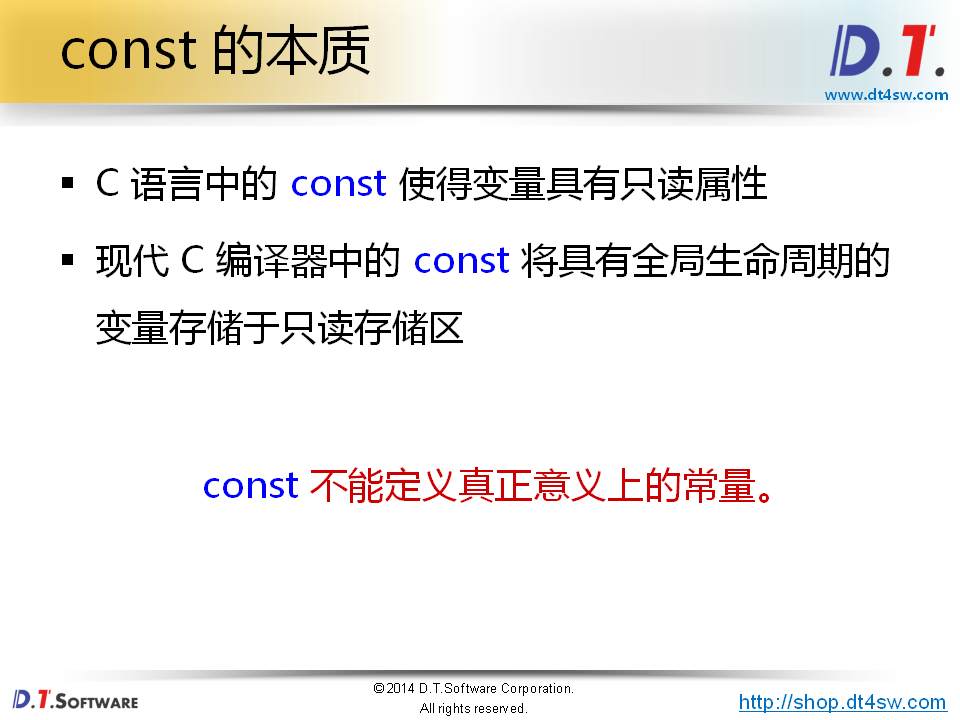 const 的本质
D.T.
www.dt4sw.com
▪ C 语言中的 const 使得变量具有只读属性
▪ 现代 C 编译器中的 const 将具有全局生命周期的
变量存储于只读存储区
const 不能定义真正意义上的常量。
D.T.SOFTWARE
©2014 D.T.Software Corporation.
All rights reserved.
http://shop.dt4sw.com